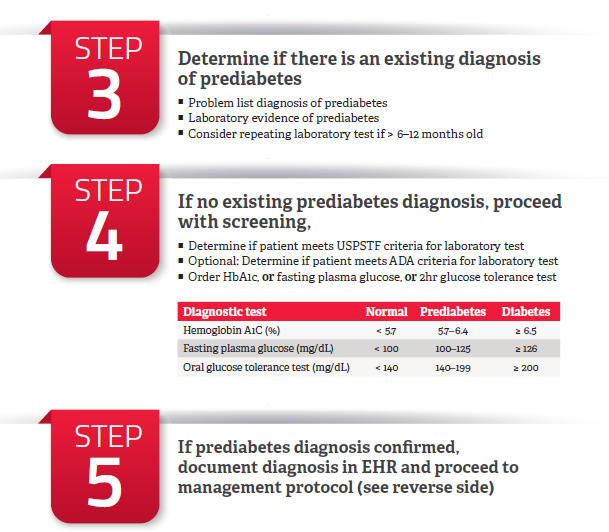 STEP
3
Determine if there is an existing diagnosis
of prediabetes
▪ Problem list diagnosis of prediabetes
▪ Laboratory evidence of prediabetes
▪ Consider repeating laboratory test if > 6–12 months old
STEP
4
If no existing prediabetes diagnosis, proceed
with screening,
▪ Determine if patient meets USPSTF criteria for laboratory test
▪ Optional: Determine if patient meets ADA criteria for laboratory test
▪ Order HbA1c, or fasting plasma glucose, or 2hr glucose tolerance test
Diagnostic test Normal Prediabetes Diabetes
Hemoglobin A1C (%) < 5.7 5.7–6.4 ≥ 6.5
Fasting plasma glucose (mg/dL) < 100 100–125 ≥ 126
Oral glucose tolerance test (mg/dL) < 140 140–199 ≥ 200
STEP
5
If prediabetes diagnosis confirmed,
document diagnosis in EHR and proceed to
management protocol (see reverse side)